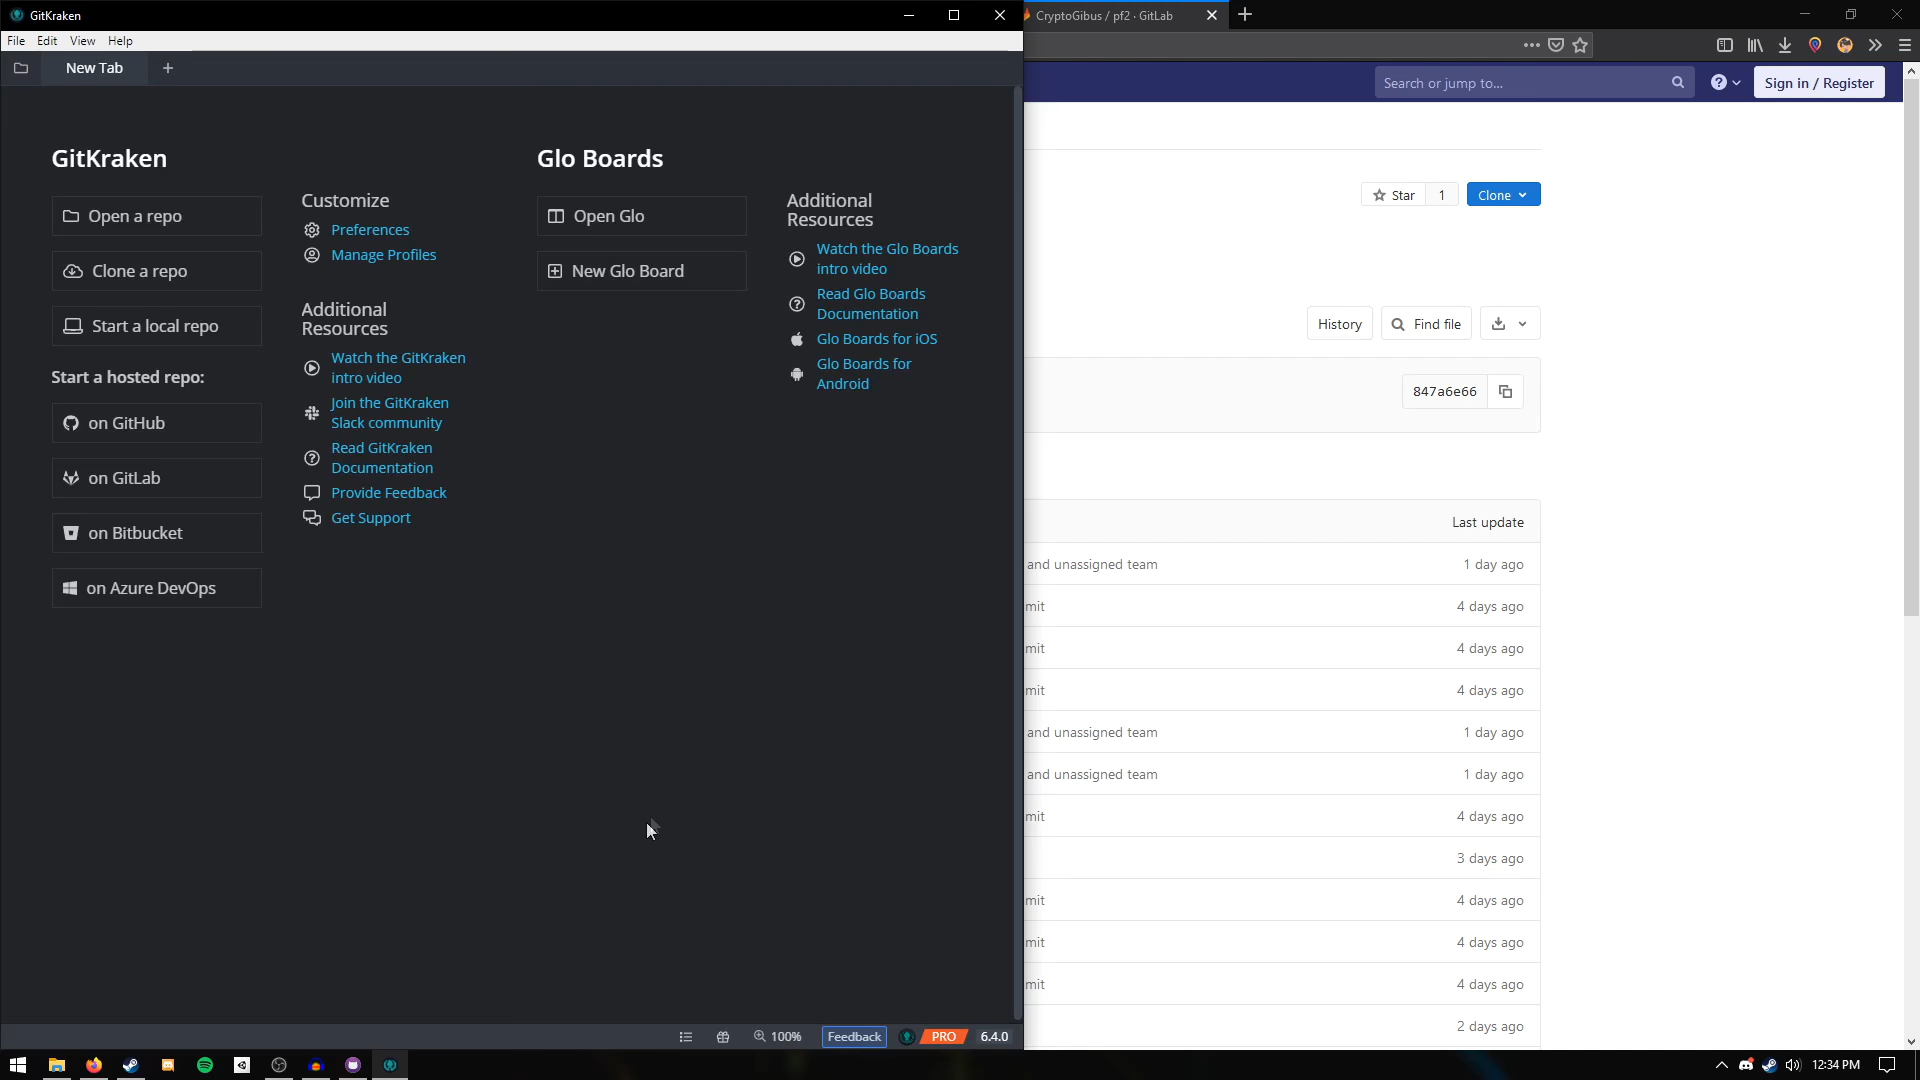 GitKraken
File Edit View Help
New Tab
GitKraken
Open a repo
Clone a repo
Start a local repo
Start a hosted repo:
on GitHub
on GitLab
on Bitbucket
on Azure DevOps
Customize
Preferences
Manage Profiles
Additional
Resources
Watch the GitKraken
intro video
Join the GitKraken
Slack community
Read GitKraken
Documentation
Provide Feedback
Get Support
Glo Boards
Open Glo
New Glo Board
Additional
Resources
Watch the Glo Boards
intro video
Read Glo Boards
Documentation
Glo Boards for iOS
Glo Boards for
Android
100% Feedback PRO 6.4.0
CryptoGibus / pf2 · GitLab
Search or jump to...
Sign in / Register
Star 1 Clone
History Find file
847a6e66
Last update
and unassigned team 1 day ago
mit 4 days ago
mit 4 days ago
mit 4 days ago
and unassigned team 1 day ago
and unassigned team 1 day ago
mit 4 days ago
3 days ago
mit 4 days ago
mit 4 days ago
mit 4 days ago
2 days ago
12:34 PM